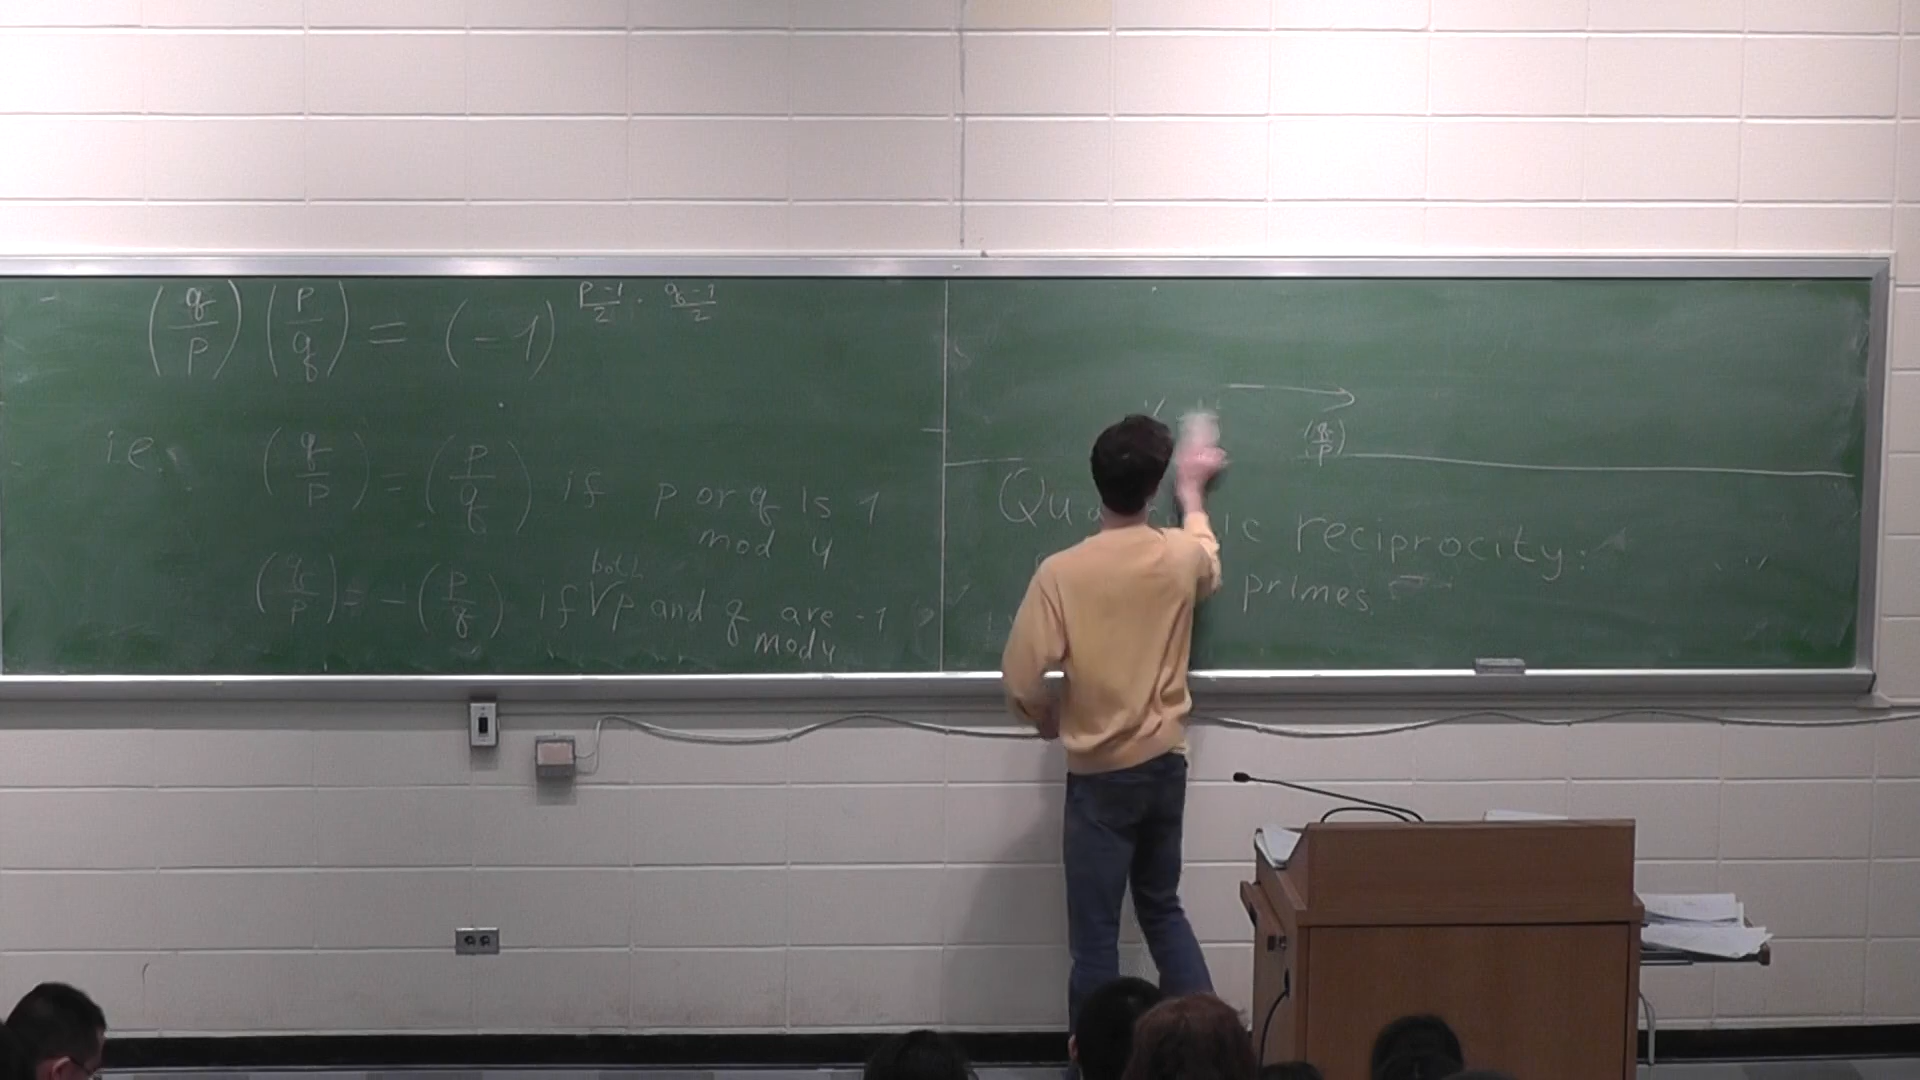 (q/p) (p/q) = (-1)^{p-1/2 · q-1/2}
i.e. (q/p) = (p/q) if p or q is 1
mod 4
both
(q/p) = -(p/q) if √p and q are -1
mod 4
(q/p)
reciprocity:
primes